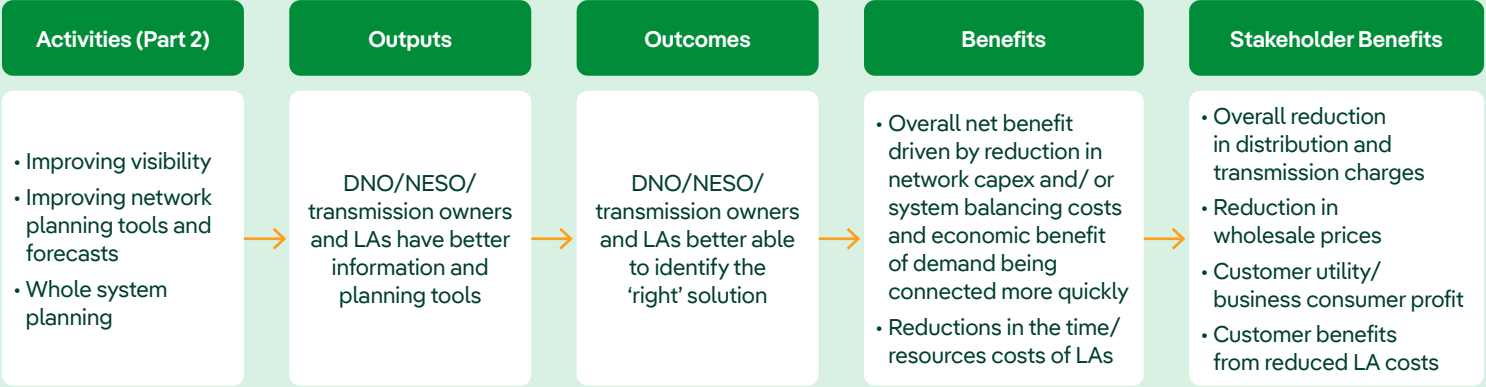 Activities (Part 2)
• Improving visibility
• Improving network
planning tools and
forecasts
• Whole system
planning
Outputs
DNO/NESO/
transmission owners
and LAs have better
information and
planning tools
Outcomes
DNO/NESO/
transmission owners
and LAs better able
to identify the
‘right’ solution
Benefits
• Overall net benefit
driven by reduction in
network capex and/ or
system balancing costs
and economic benefit
of demand being
connected more quickly
• Reductions in the time/
resources costs of LAs
Stakeholder Benefits
• Overall reduction
in distribution and
transmission charges
• Reduction in
wholesale prices
• Customer utility/
business consumer profit
• Customer benefits
from reduced LA costs